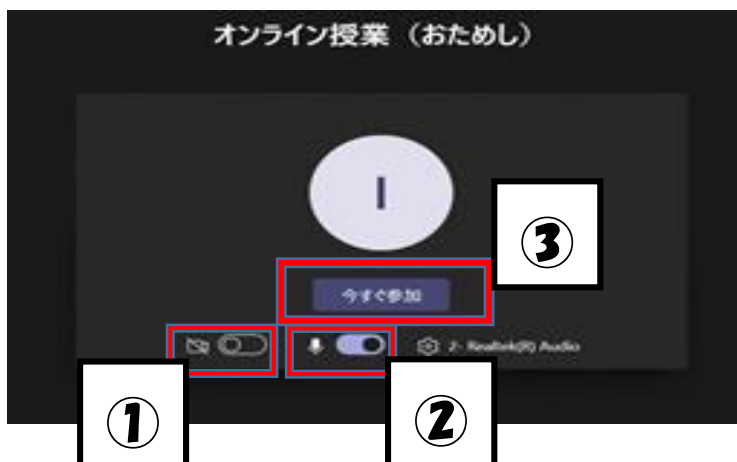 オンライン授業（おためし）
I
③
今すぐ参加
2- Realtek(R) Audio
①
②